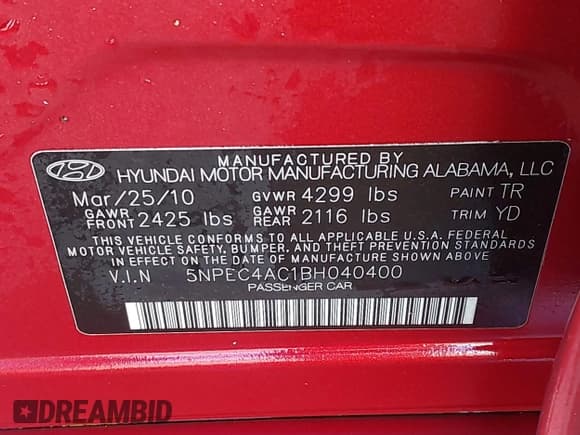 MANUFACTURED BY
HYUNDAI MOTOR MANUFACTURING ALABAMA, LLC
Mar/25/10 GVWR 4299 lbs PAINT TR
GAWR FRONT 2425 lbs GAWR REAR 2116 lbs TRIM YD
THIS VEHICLE CONFORMS TO ALL APPLICABLE U.S.A. FEDERAL
MOTOR VEHICLE SAFETY, BUMPER, AND THEFT PREVENTION STANDARDS
IN EFFECT ON THE DATE OF MANUFACTURE SHOWN ABOVE
V.I.N 5NPEC4AC1BH040400
PASSENGER CAR
DREAMBID